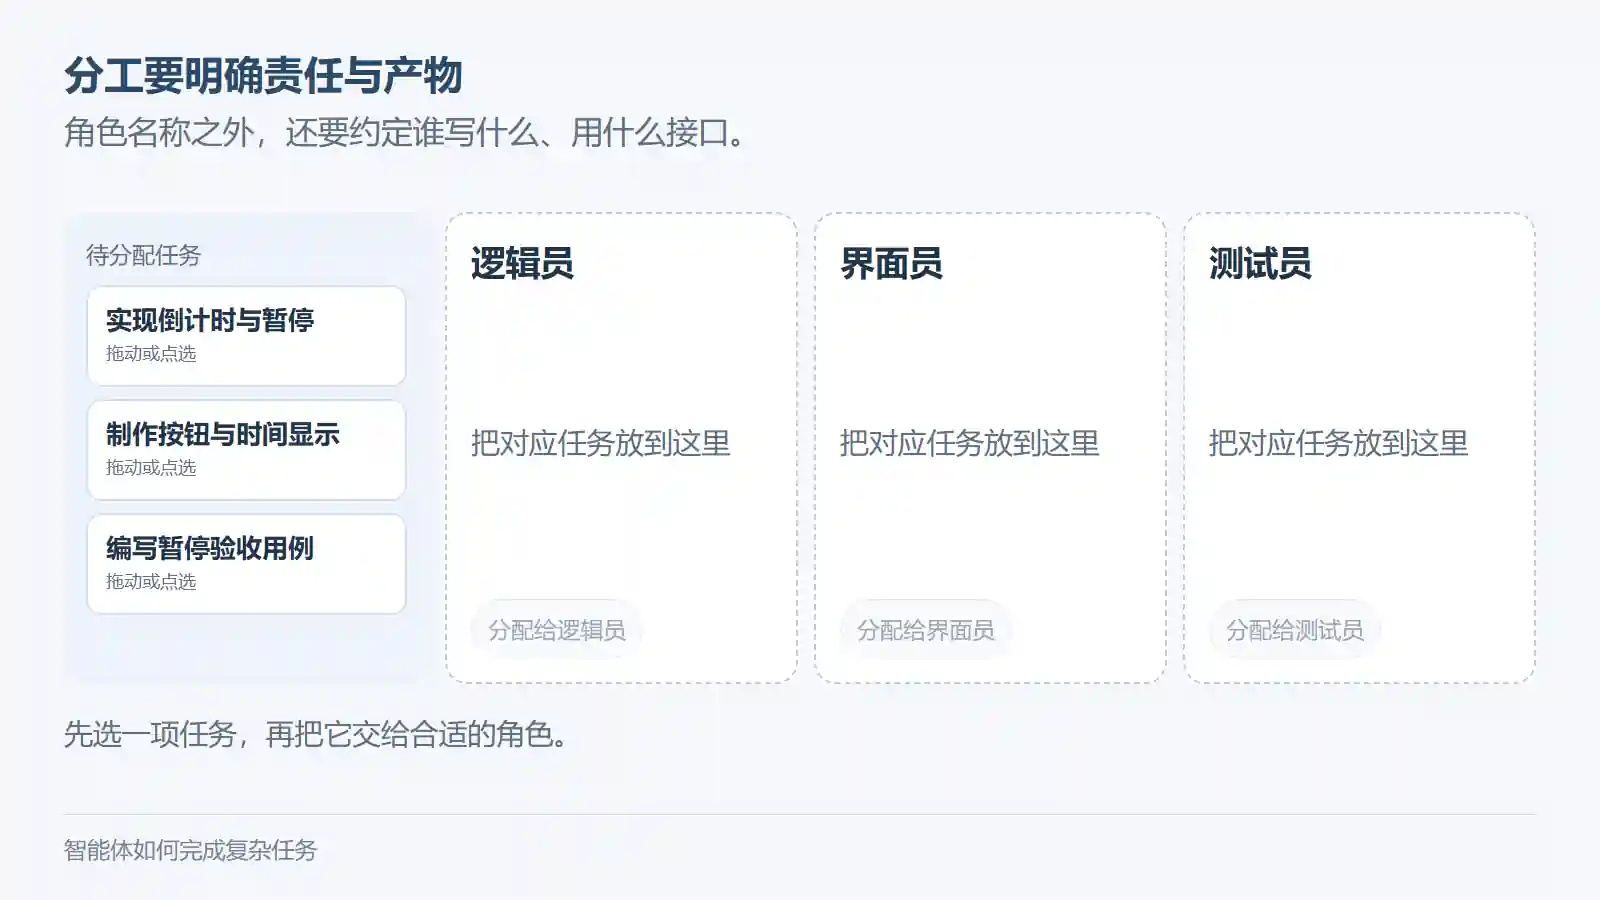 分工要明确责任与产物
角色名称之外，还要约定谁写什么、用什么接口。
待分配任务
实现倒计时与暂停
拖动或点选
制作按钮与时间显示
拖动或点选
编写暂停验收用例
拖动或点选
逻辑员
把对应任务放到这里
分配给逻辑员
界面员
把对应任务放到这里
分配给界面员
测试员
把对应任务放到这里
分配给测试员
先选一项任务，再把它交给合适的角色。
智能体如何完成复杂任务